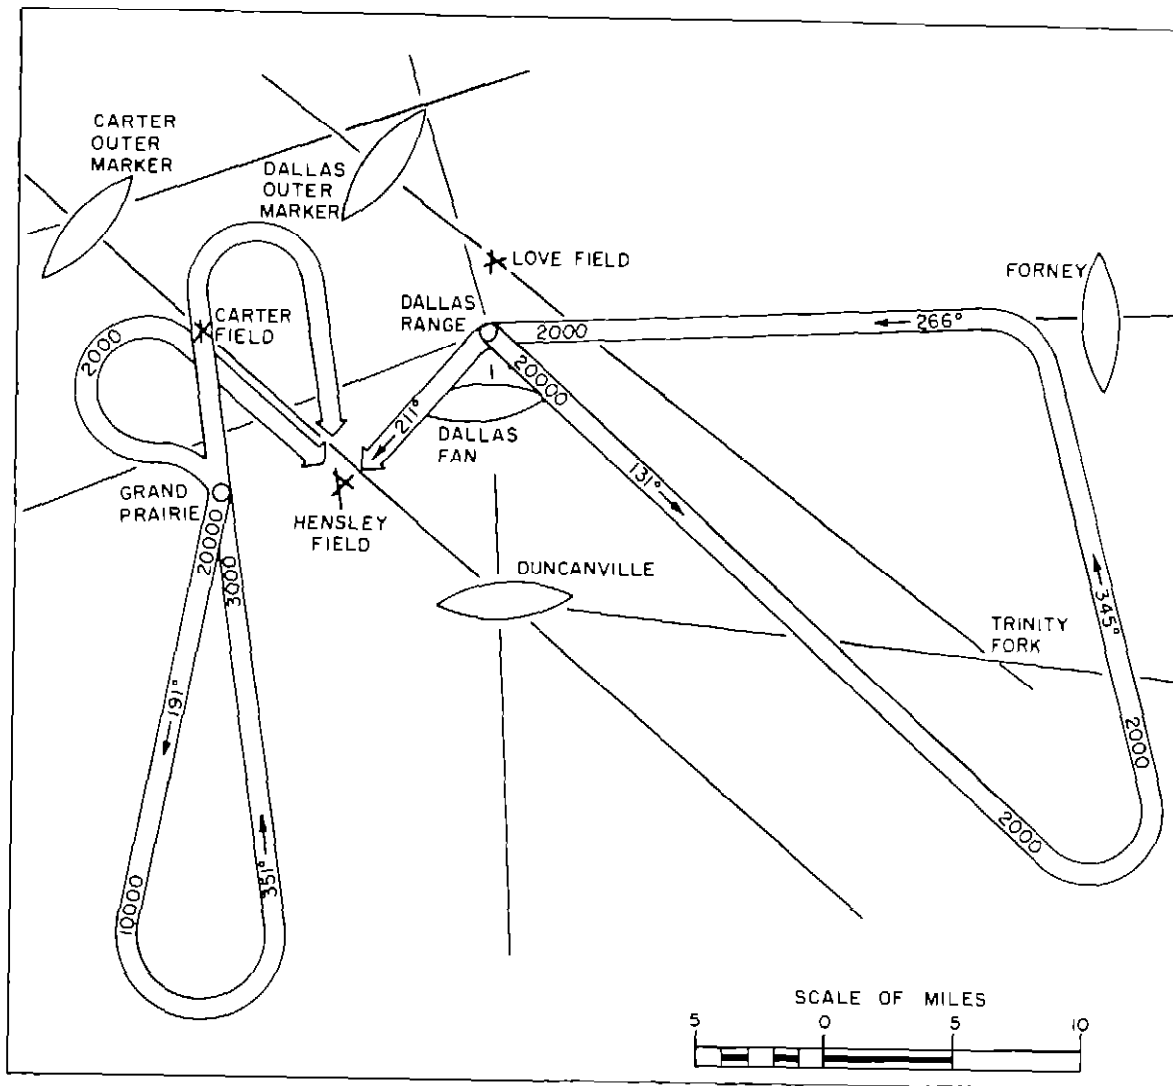 CARTER
OUTER
MARKER
DALLAS
OUTER
MARKER
LOVE FIELD
FORNEY
DALLAS
RANGE
2000
266°
CARTER
FIELD
2000
20000
211°
DALLAS
FAN
131°
GRAND
PRAIRIE
HENSLEY
FIELD
20000
3000
DUNCANVILLE
345°
TRINITY
FORK
191°
2000
2000
351°
10000
SCALE OF MILES
5 0 5 10